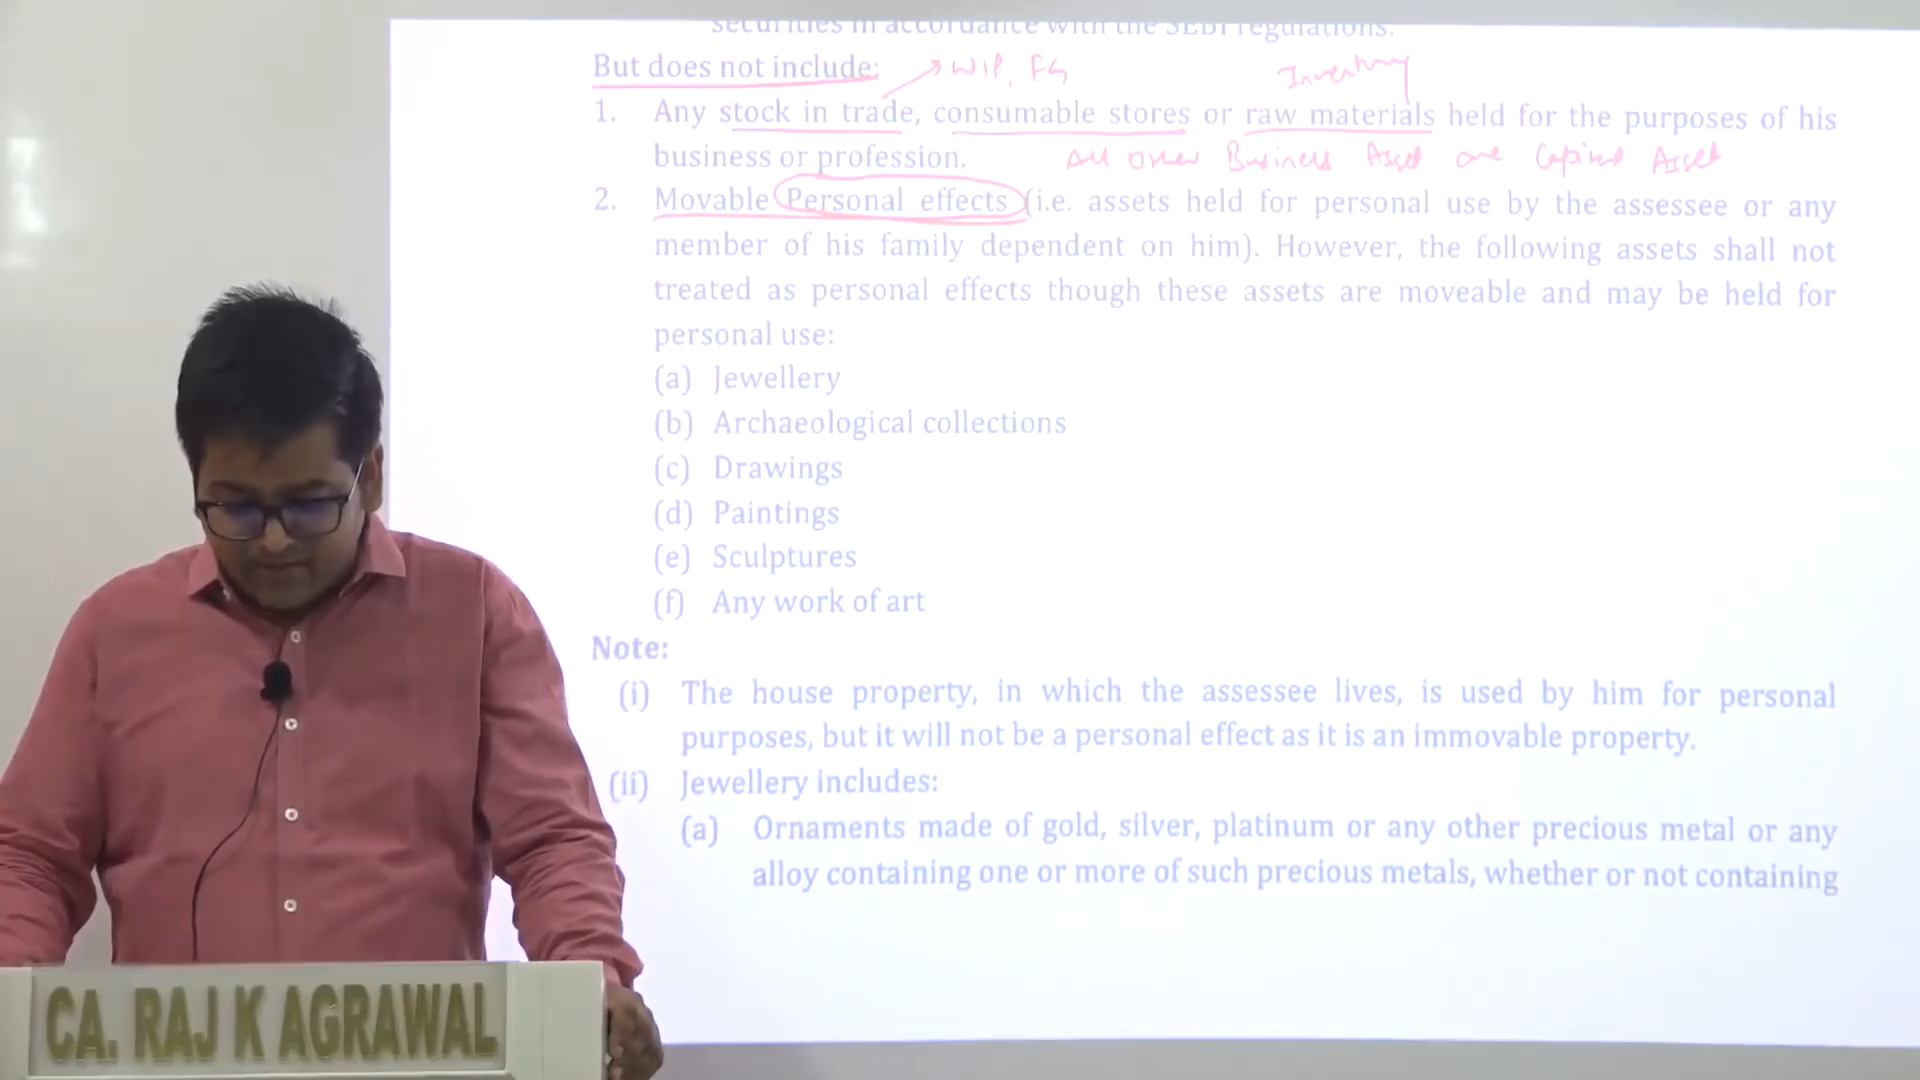 securities in accordance with the SEBI regulations.
But does not include: WIP, FG Inventory
1. Any stock in trade, consumable stores or raw materials held for the purposes of his
business or profession. All other Business Asset are Capital Asset
2. Movable Personal effects (i.e. assets held for personal use by the assessee or any
member of his family dependent on him). However, the following assets shall not
treated as personal effects though these assets are moveable and may be held for
personal use:
(a) Jewellery
(b) Archaeological collections
(c) Drawings
(d) Paintings
(e) Sculptures
(f) Any work of art
Note:
(i) The house property, in which the assessee lives, is used by him for personal
purposes, but it will not be a personal effect as it is an immovable property.
(ii) Jewellery includes:
(a) Ornaments made of gold, silver, platinum or any other precious metal or any
alloy containing one or more of such precious metals, whether or not containing
CA. RAJ K AGRAWAL